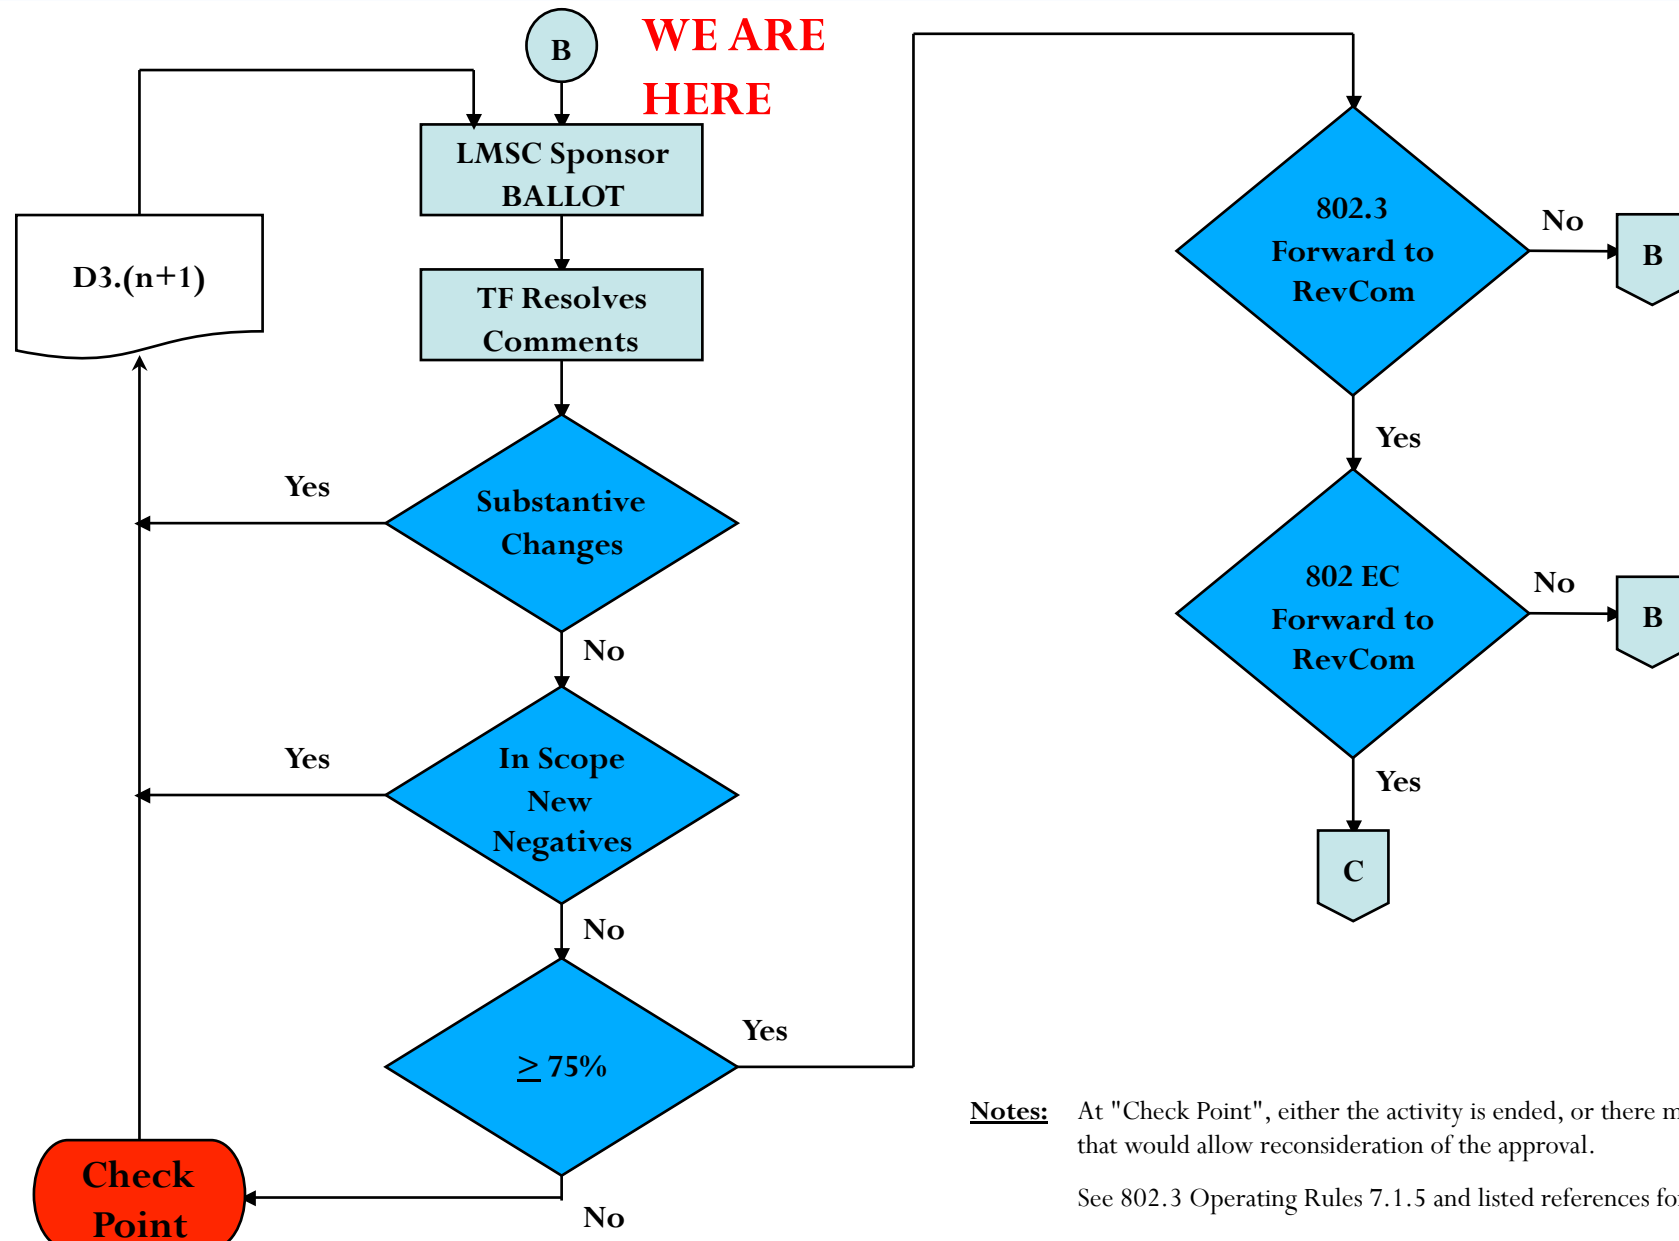 B
WE ARE
HERE
LMSC Sponsor
BALLOT
D3.(n+1)
TF Resolves
Comments
Substantive
Changes
Yes
No
In Scope
New
Negatives
Yes
No
≥ 75%
Yes
No
Check
Point
802.3
Forward to
RevCom
No
B
Yes
802 EC
Forward to
RevCom
No
B
Yes
C
Notes: At "Check Point", either the activity is ended, or there
that would allow reconsideration of the approval.
See 802.3 Operating Rules 7.1.5 and listed references